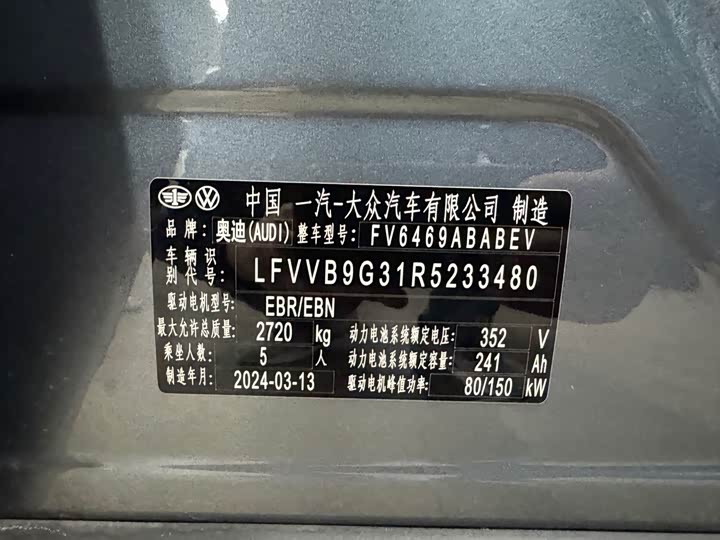 中国 一汽-大众汽车有限公司 制造
品牌: 奥迪(AUDI) 整车型号: FV6469ABABEV
车辆识别代号: LFVVB9G31R5233480
驱动电机型号: EBR/EBN
最大允许总质量: 2720 kg 动力电池系统额定电压: 352 V
乘坐人数: 5 人 动力电池系统额定容量: 241 Ah
制造年月: 2024-03-13 驱动电机峰值功率: 80/150 kW